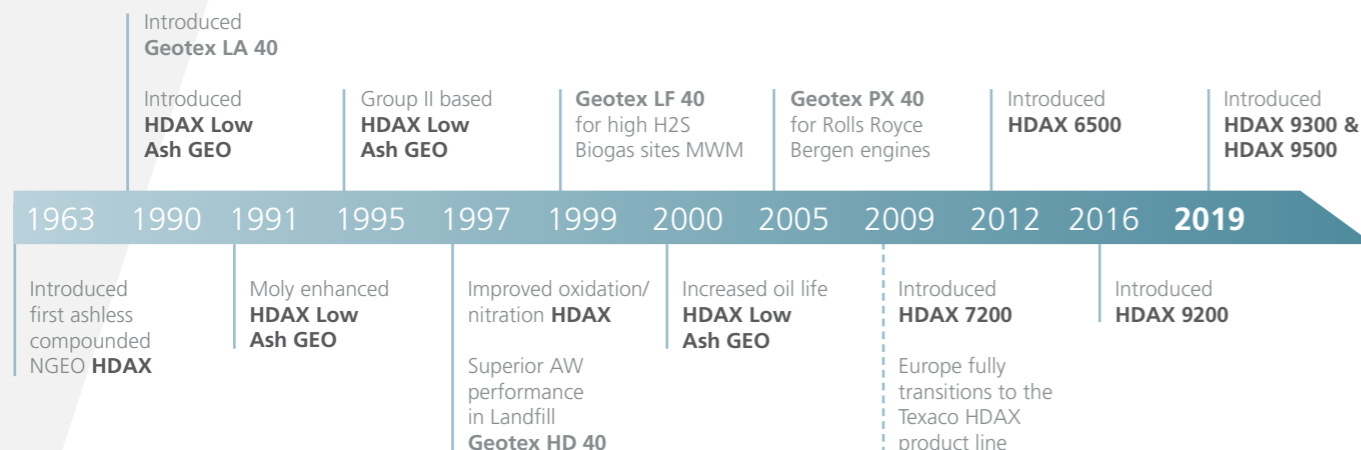 Introduced
Geotex LA 40
Introduced
HDAX Low
Ash GEO
Group II based
HDAX Low
Ash GEO
Geotex LF 40
for high H2S
Biogas sites MWM
Geotex PX 40
for Rolls Royce
Bergen engines
Introduced
HDAX 6500
Introduced
HDAX 9300 &
HDAX 9500
1963 1990 1991 1995 1997 1999 2000 2005 2009 2012 2016 2019
Introduced
first ashless
compounded
NGEO HDAX
Moly enhanced
HDAX Low
Ash GEO
Improved oxidation/
nitration HDAX
Superior AW
performance
in Landfill
Geotex HD 40
Increased oil life
HDAX Low
Ash GEO
Introduced
HDAX 7200
Europe fully
transitions to the
Texaco HDAX
product line
Introduced
HDAX 9200